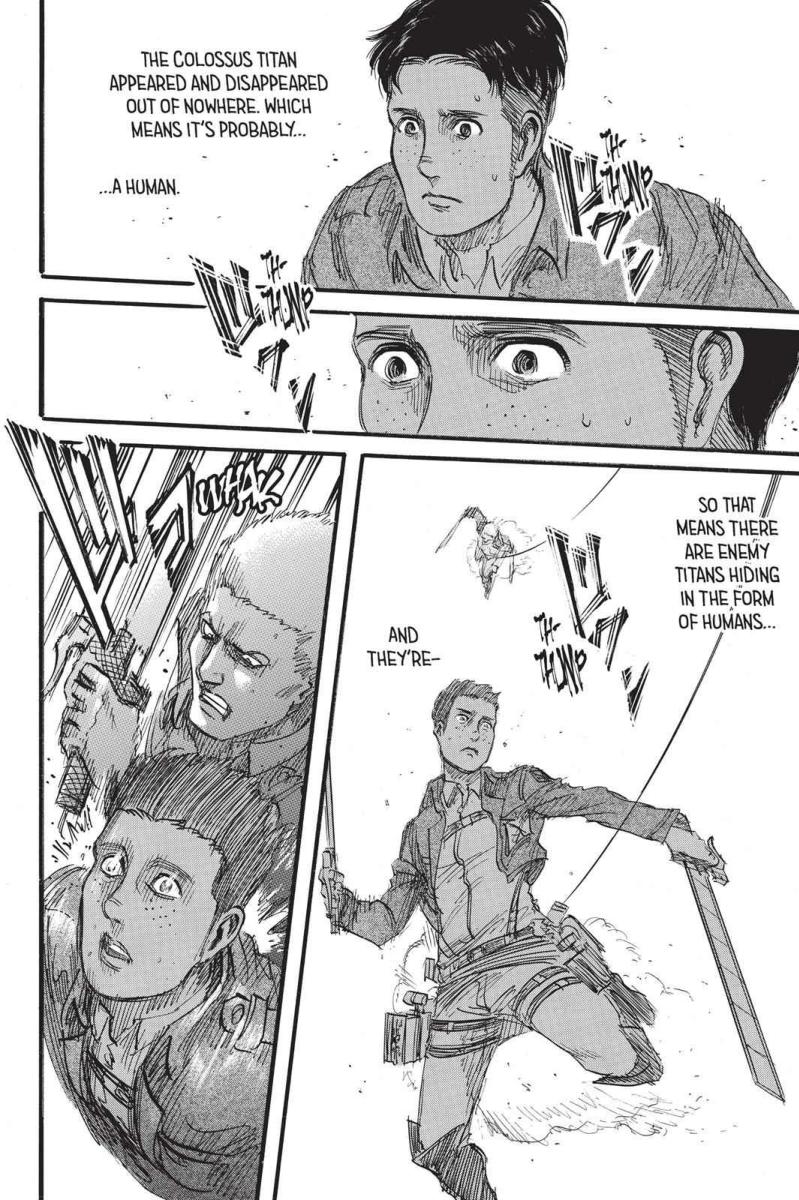 THE COLOSSUS TITAN
APPEARED AND DISAPPEARED
OUT OF NOWHERE. WHICH
MEANS IT'S PROBABLY...
...A HUMAN.
TH-
THUMP
TH-
THUMP
SO THAT
MEANS THERE
ARE ENEMY
TITANS HIDING
IN THE FORM
OF HUMANS...
TH-
THUMP
AND
THEY'RE-
WHAK